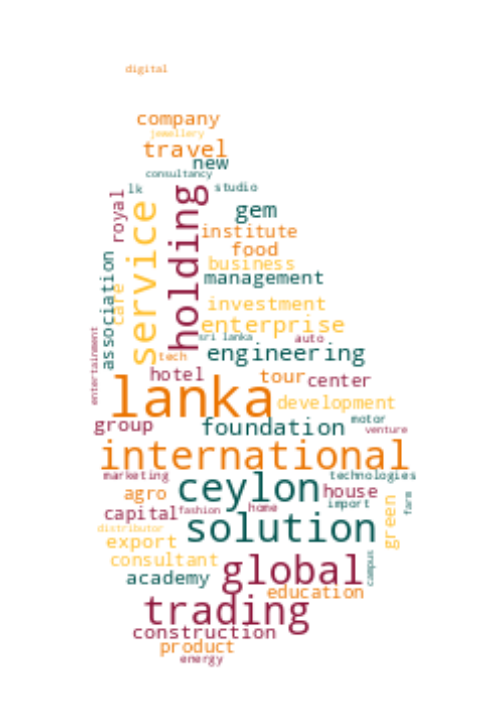 digital
company
jewellery
travel
new
consultancy
lk
studio
royal
service
holding
gem
institute
food
business
association
care
management
investment
enterprise
sri lanka
auto
entertainment
tech
engineering
hotel
tour
center
lanka
development
group
foundation
motor
venture
international
marketing
technologies
agro
ceylon
house
capital
fashion
home
import
green
farm
distributor
solution
export
consultant
academy
global
campus
education
trading
construction
product
energy